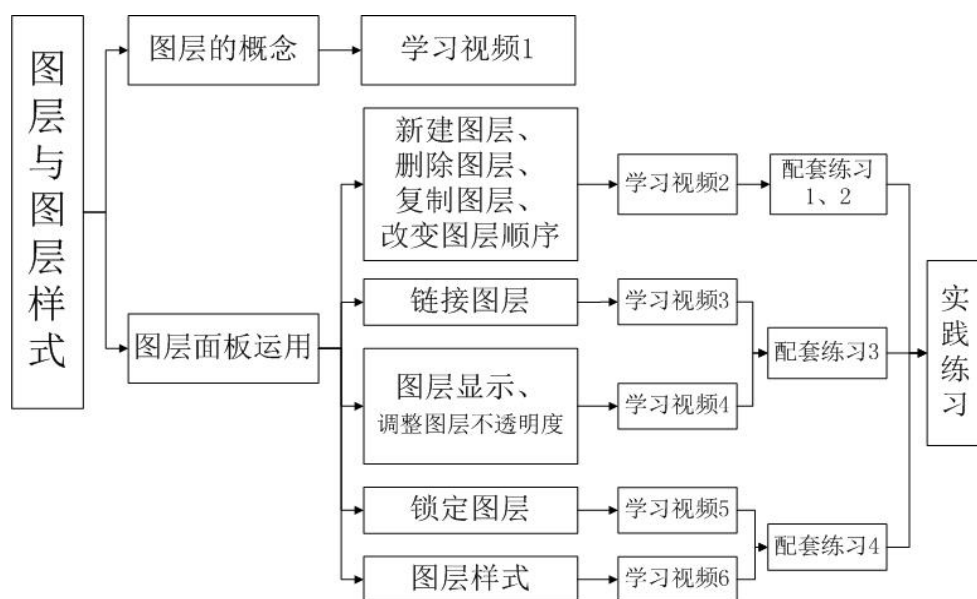 图层与图层样式
图层的概念
学习视频1
新建图层、
删除图层、
复制图层、
改变图层顺序
学习视频2
配套练习
1、2
图层面板运用
链接图层
学习视频3
图层显示、
调整图层不透明度
学习视频4
配套练习3
锁定图层
学习视频5
图层样式
学习视频6
配套练习4
实践练习